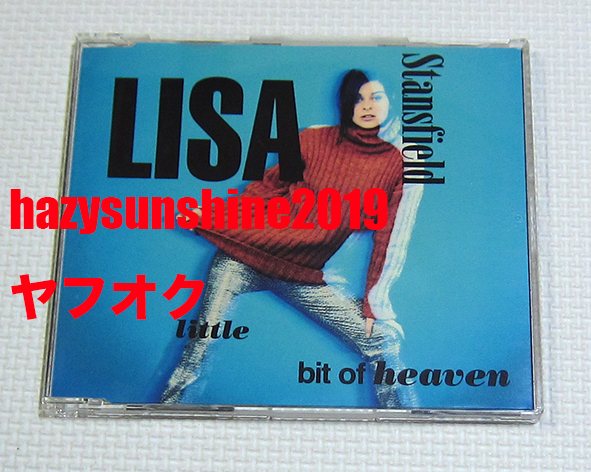 LISA
Stansfield
hazysunshine2019
ヤフオク
little
bit of heaven